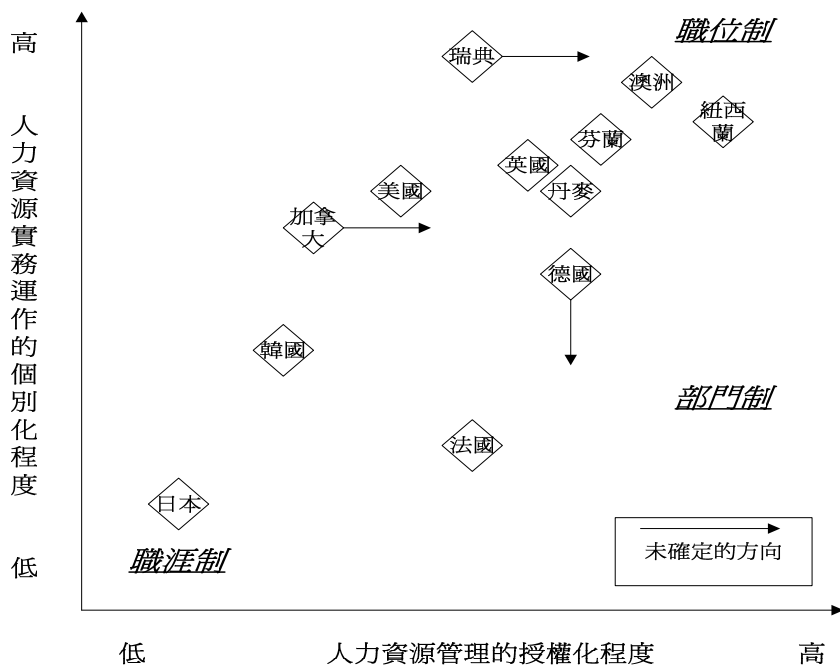 高
職位制
瑞典
澳洲
紐西
蘭
芬蘭
英國
丹麥
美國
加拿
大
德國
韓國
部門制
法國
日本
職涯制
未確定的方向
人力資源實務運作的個別化程度
低
低
人力資源管理的授權化程度
高